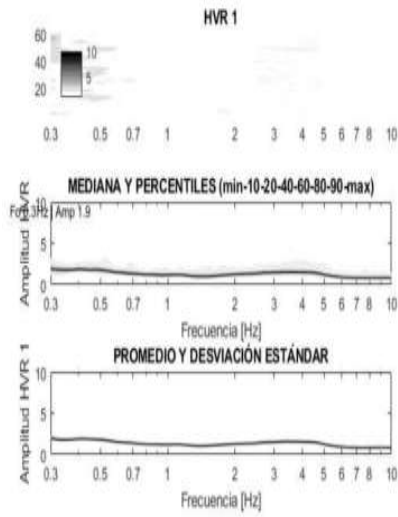 HVR 1
60
40
20
10
5
0.3 0.5 0.7 1 2 3 4 5 6 7 8 10
MEDIANA Y PERCENTILES (min-10-20-40-60-80-90-max)
Amplitud HVR
10
5
0
Amp 1.9
0.3 0.5 0.7 1 2 3 4 5 6 7 8 10
Frecuencia [Hz]
PROMEDIO Y DESVIACIÓN ESTÁNDAR
Amplitud HVR 1
10
5
0
0.3 0.5 0.7 1 2 3 4 5 6 7 8 10
Frecuencia [Hz]